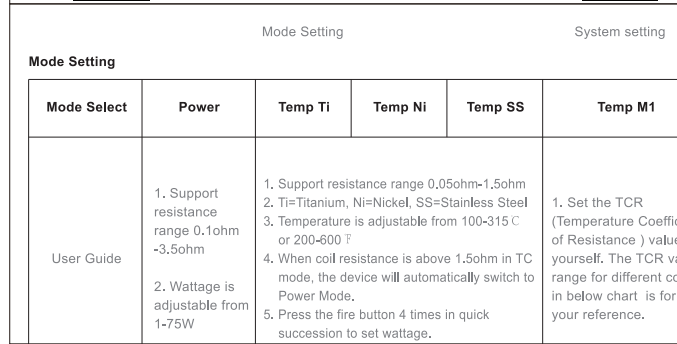 Mode Setting System setting
Mode Setting
Mode Select Power Temp Ti Temp Ni Temp SS Temp M1
User Guide
1. Support
resistance
range 0.1ohm
-3.5ohm
2. Wattage is
adjustable from
1-75W
1. Support resistance range 0.05ohm-1.5ohm
2. Ti=Titanium, Ni=Nickel, SS=Stainless Steel
3. Temperature is adjustable from 100-315℃
or 200-600℉
4. When coil resistance is above 1.5ohm in TC
mode, the device will automatically switch to
Power Mode.
5. Press the fire button 4 times in quick
succession to set wattage.
1. Set the TCR
(Temperature Coeffic
of Resistance ) value
yourself. The TCR va
range for different co
in below chart is for
your reference.